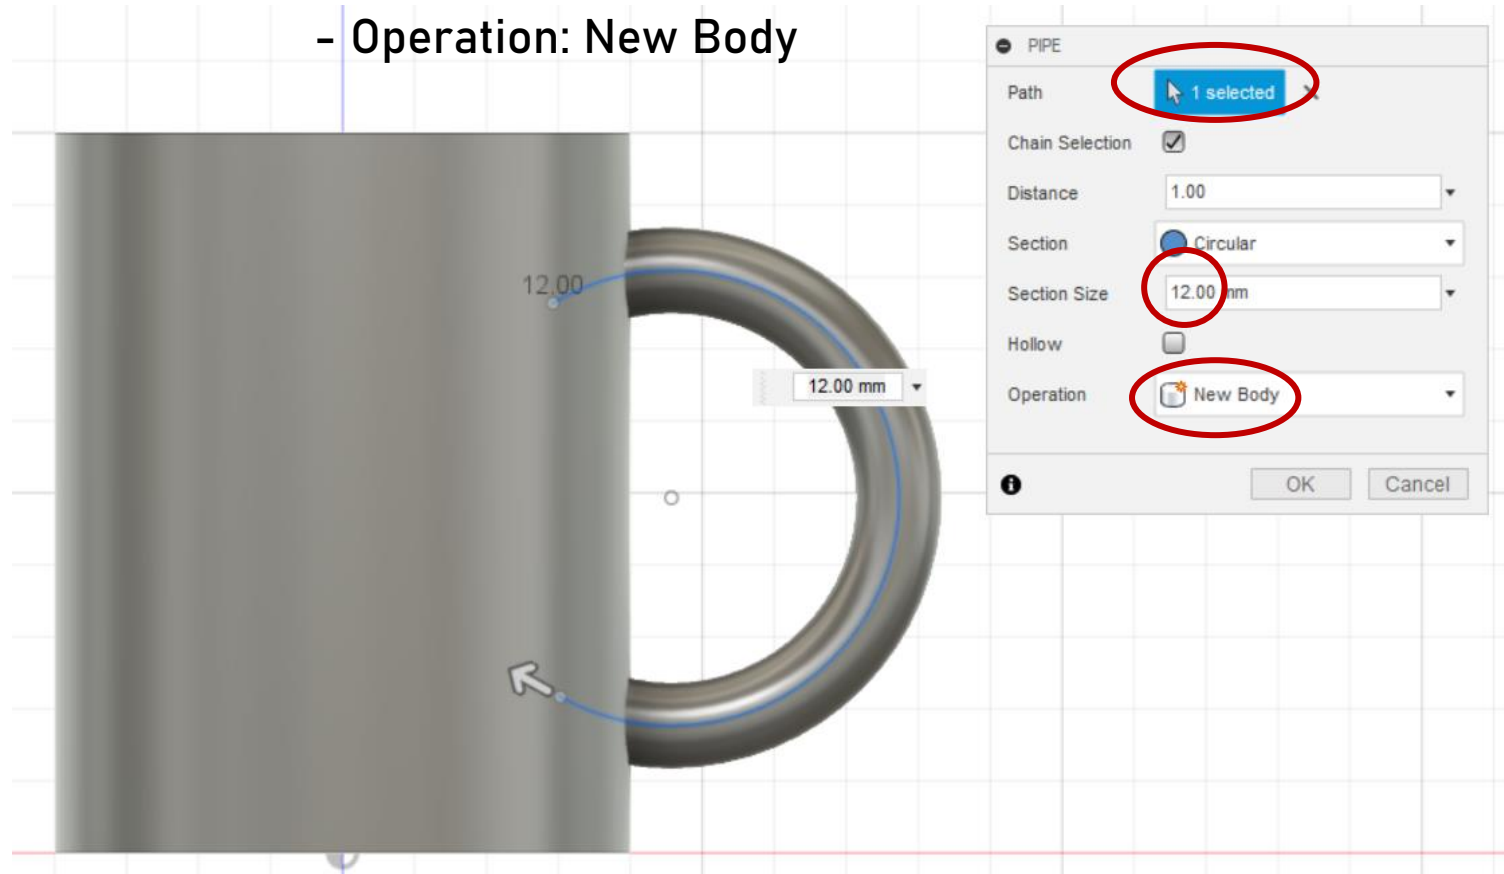 - Operation: New Body
PIPE
Path 1 selected
Chain Selection
Distance 1.00
Section Circular
Section Size 12.00 mm
Hollow
Operation New Body
OK Cancel
12.00
12.00 mm